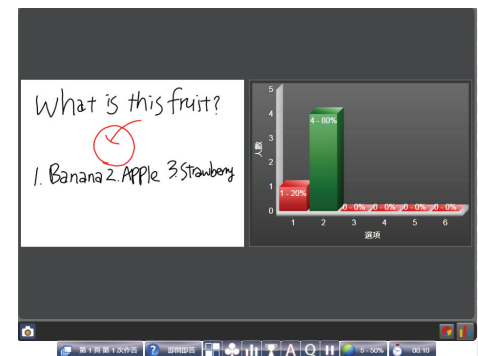 What is this fruist?
1. Banana 2. Apple 3 Strawberry
人數
5
4
3
2
1
0
1 - 20%
4 - 80%
0 - 0%
0 - 0%
0 - 0%
0 - 0%
1 2 3 4 5 6
選項
第 1 頁 第 1 次作答
? 即問即答
A
Q
5 - 50%
00:10